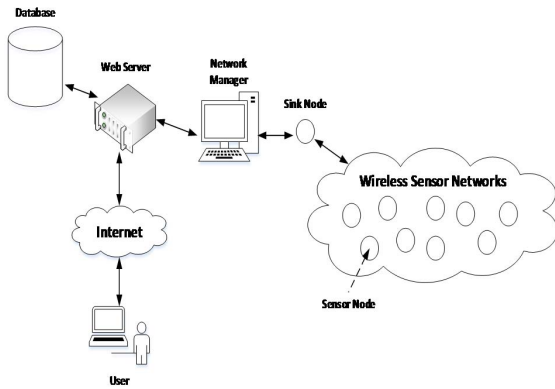 Database
Web Server
Network
Manager
Sink Node
Wireless Sensor Networks
Internet
Sensor Node
User